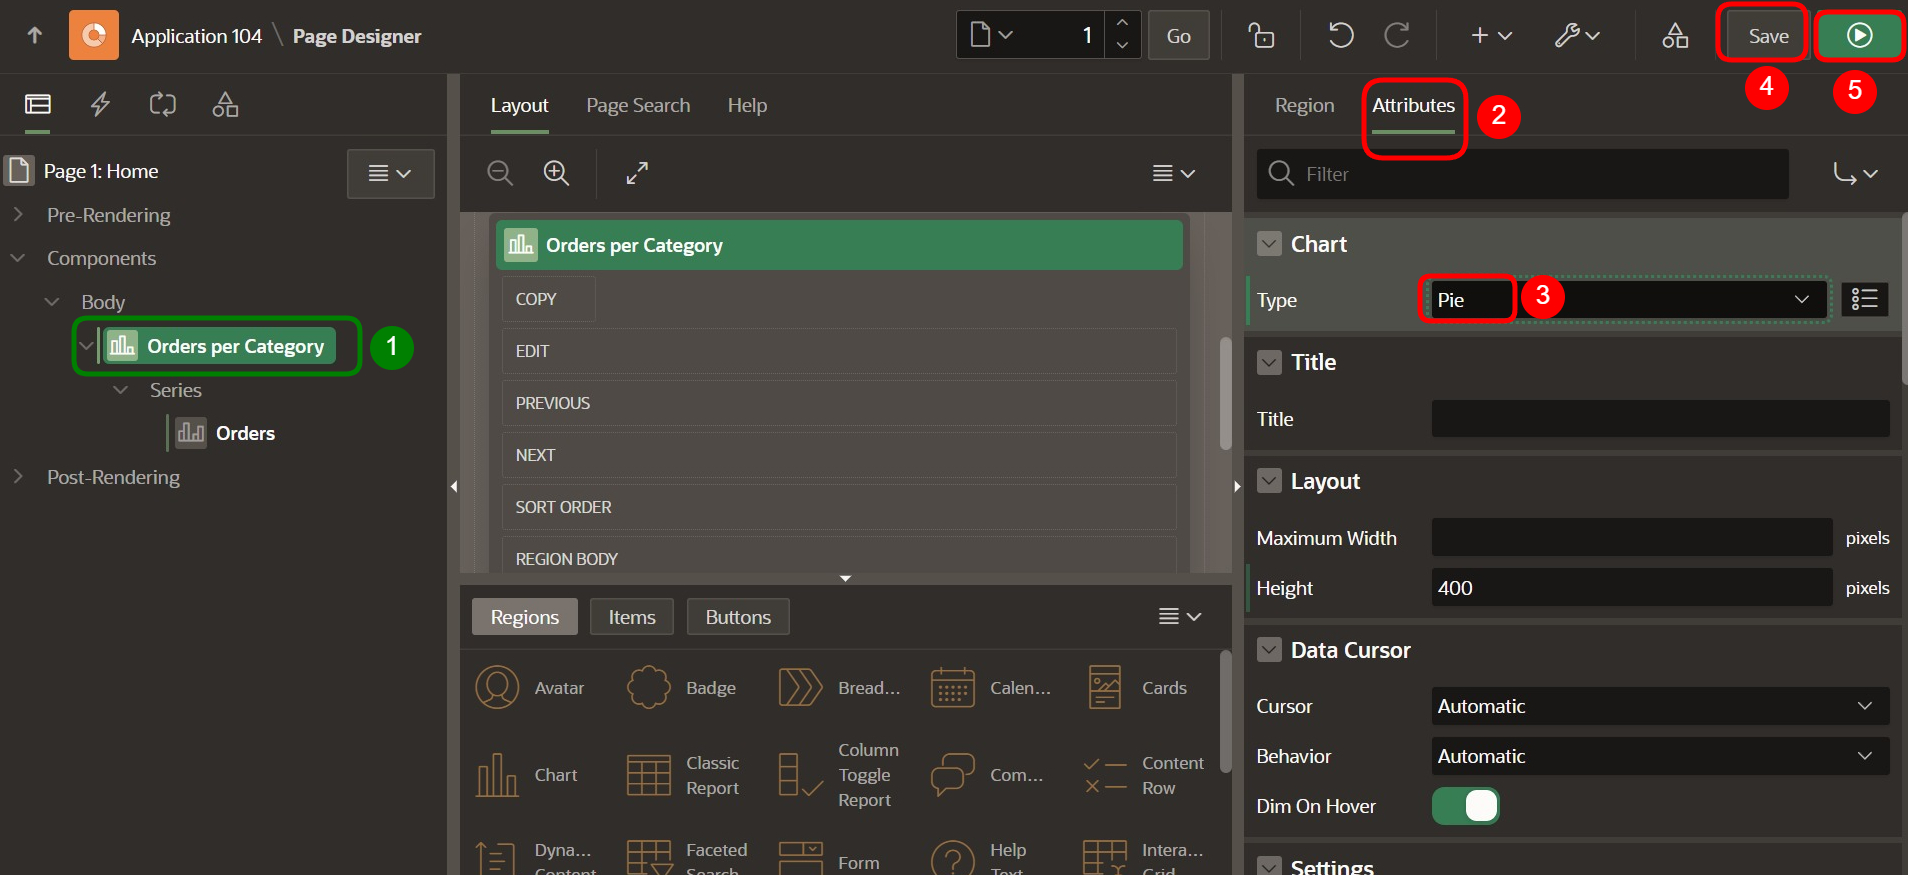 Application 104 \ Page Designer
1
Go
Save
4
5
Page 1: Home
Pre-Rendering
Components
Body
Orders per Category
1
Series
Orders
Post-Rendering
Layout
Page Search
Help
Orders per Category
COPY
EDIT
PREVIOUS
NEXT
SORT ORDER
REGION BODY
Regions
Items
Buttons
Avatar
Badge
Bread...
Calen...
Cards
Chart
Classic
Report
Column
Toggle
Report
Com...
Content
Row
Dyna...
Content
Faceted
Search
Form
Help
Text
Intera...
Grid
Region
Attributes
2
Filter
Chart
Type
Pie
3
Title
Title
Layout
Maximum Width
pixels
Height
400
pixels
Data Cursor
Cursor
Automatic
Behavior
Automatic
Dim On Hover
Settings